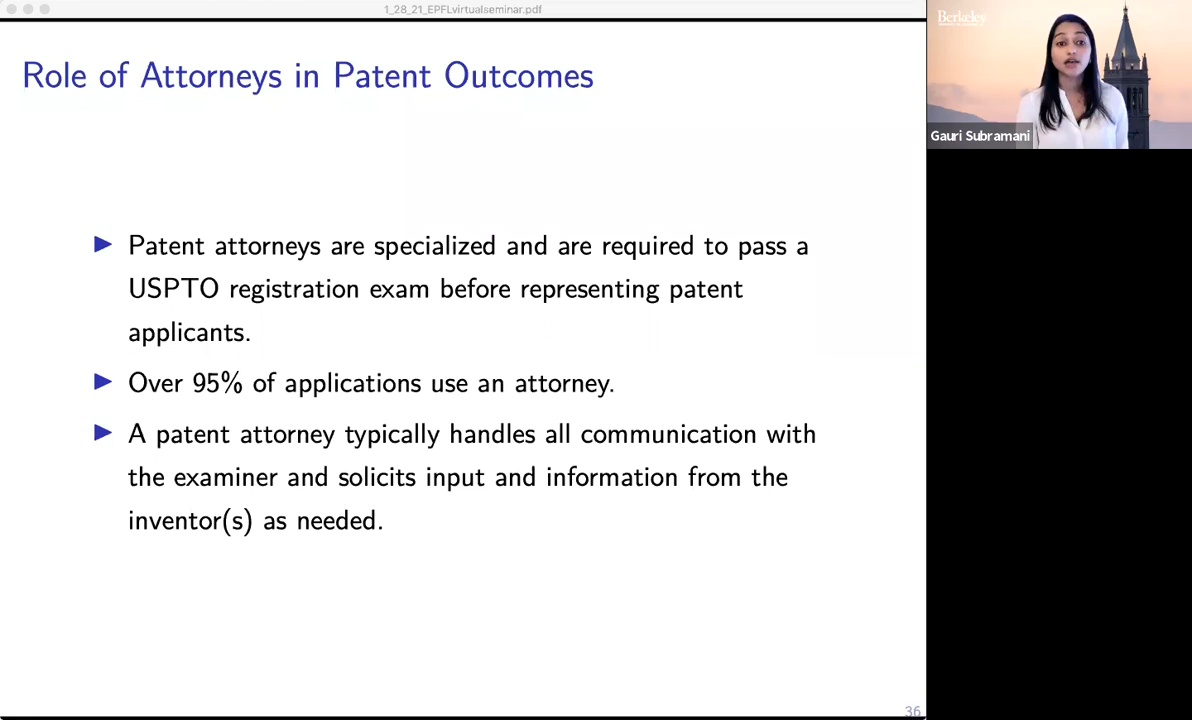 1_28_21_EPFLvirtualseminar.pdf
Role of Attorneys in Patent Outcomes
▶ Patent attorneys are specialized and are required to pass a
USPTO registration exam before representing patent
applicants.
▶ Over 95% of applications use an attorney.
▶ A patent attorney typically handles all communication with
the examiner and solicits input and information from the
inventor(s) as needed.
36
Berkeley
Gauri Subramani